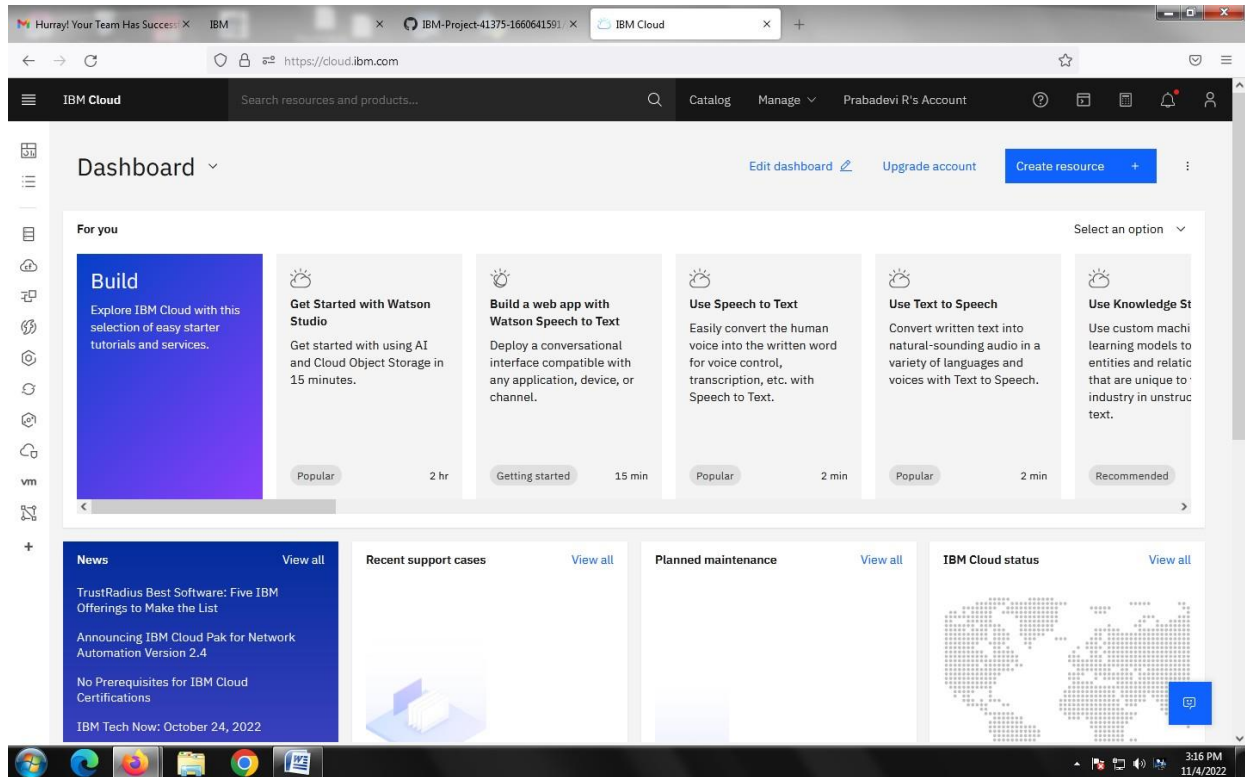 Hurray! Your Team Has Success
IBM
IBM-Project-41375-1660641591/
IBM Cloud
https://cloud.ibm.com
IBM Cloud
Search resources and products...
Catalog
Manage
Prabadevi R's Account
Dashboard
Edit dashboard
Upgrade account
Create resource +
For you
Select an option
Build
Explore IBM Cloud with this
selection of easy starter
tutorials and services.
Get Started with Watson
Studio
Get started with using AI
and Cloud Object Storage in
15 minutes.
Popular
2 hr
Build a web app with
Watson Speech to Text
Deploy a conversational
interface compatible with
any application, device, or
channel.
Getting started
15 min
Use Speech to Text
Easily convert the human
voice into the written word
for voice control,
transcription, etc. with
Speech to Text.
Popular
2 min
Use Text to Speech
Convert written text into
natural-sounding audio in a
variety of languages and
voices with Text to Speech.
Popular
2 min
Use Knowledge St
Use custom machi
learning models to
entities and relatio
that are unique to
industry in unstruc
text.
Recommended
vm
News
View all
TrustRadius Best Software: Five IBM
Offerings to Make the List
Announcing IBM Cloud Pak for Network
Automation Version 2.4
No Prerequisites for IBM Cloud
Certifications
IBM Tech Now: October 24, 2022
Recent support cases
View all
Planned maintenance
View all
IBM Cloud status
View all
3:16 PM
11/4/2022